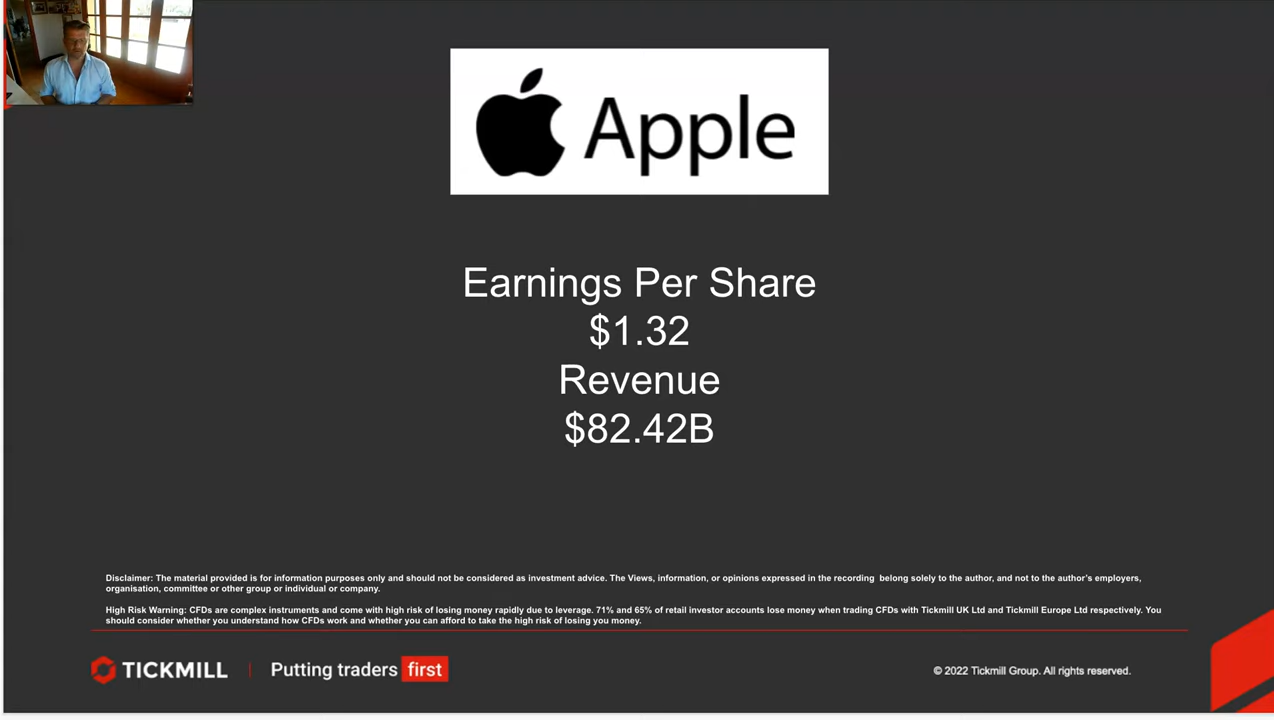 Apple
Earnings Per Share
$1.32
Revenue
$82.42B
Disclaimer: The material provided is for information purposes only and should not be considered as investment advice. The Views, information, or opinions expressed in the recording belong solely to the author, and not to the author's employers,
organisation, committee or other group or individual or company.
High Risk Warning: CFDs are complex instruments and come with high risk of losing money rapidly due to leverage. 71% and 65% of retail investor accounts lose money when trading CFDs with Tickmill UK Ltd and Tickmill Europe Ltd respectively. You
should consider whether you understand how CFDs work and whether you can afford to take the high risk of losing you money.
TICKMILL | Putting traders first
© 2022 Tickmill Group. All rights reserved.